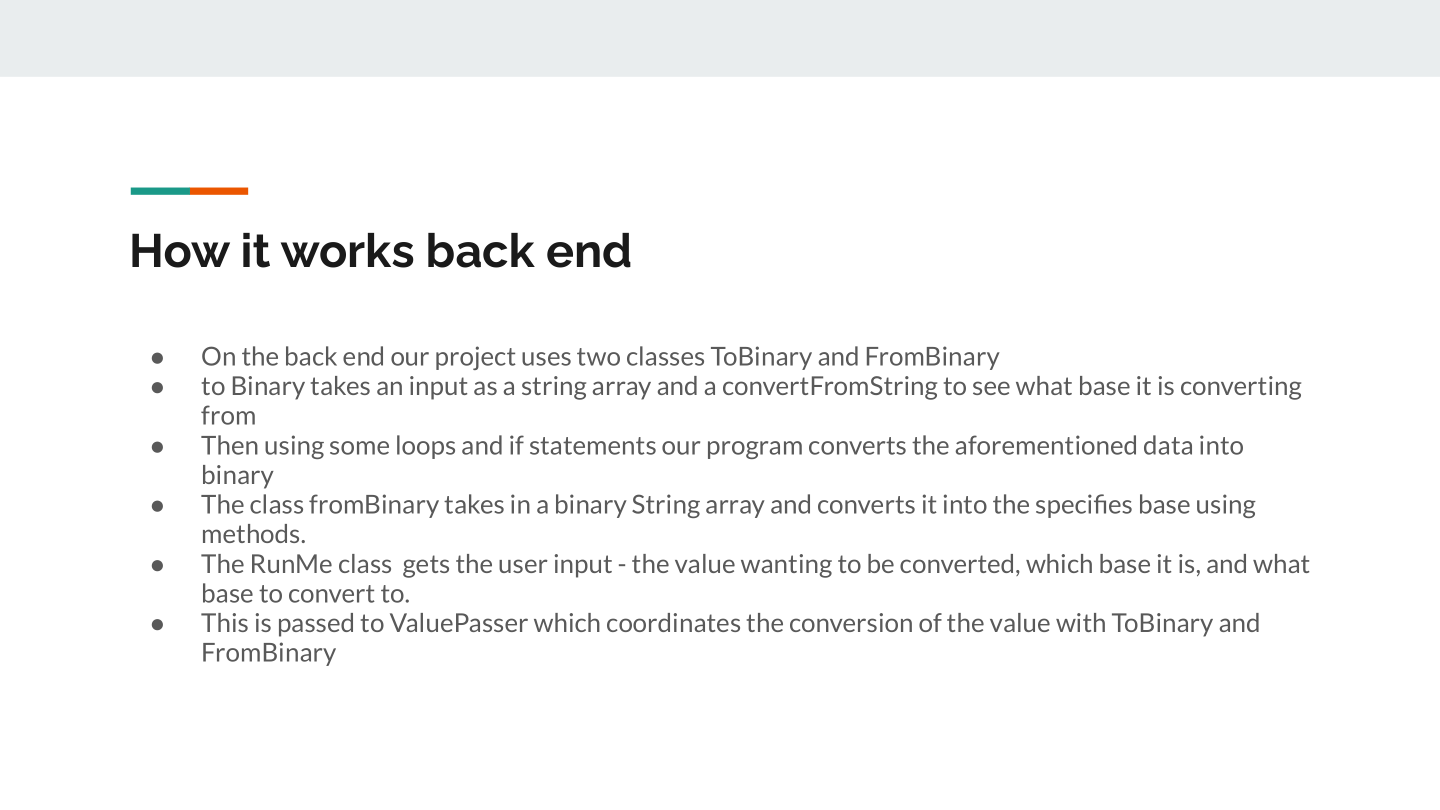 How it works back end
● On the back end our project uses two classes ToBinary and FromBinary
● to Binary takes an input as a string array and a convertFromString to see what base it is converting
from
● Then using some loops and if statements our program converts the aforementioned data into
binary
● The class fromBinary takes in a binary String array and converts it into the specifies base using
methods.
● The RunMe class  gets the user input - the value wanting to be converted, which base it is, and what
base to convert to.
● This is passed to ValuePasser which coordinates the conversion of the value with ToBinary and
FromBinary